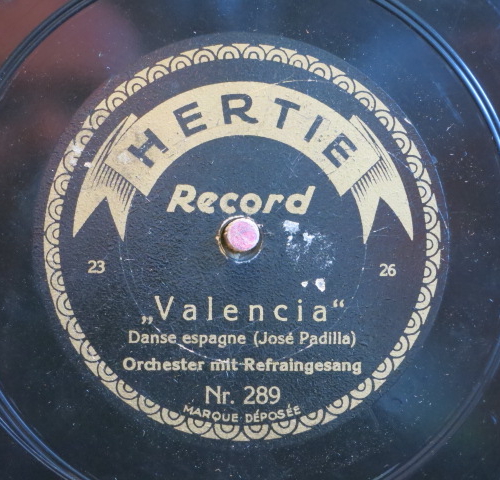 HERTIE
Record
23
26
„Valencia“
Danse espagne (José Padilla)
Orchester mit Refraingesang
Nr. 289
MARQUE DÉPOSÉE